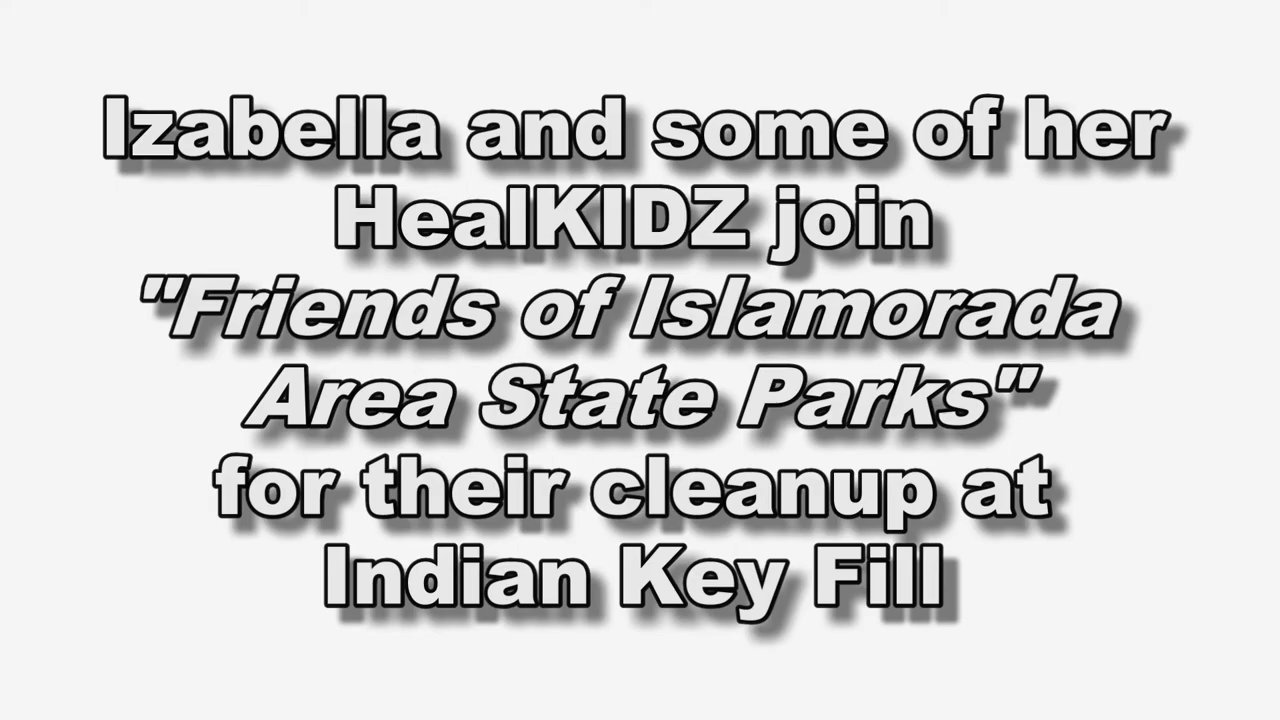 Izabella and some of her
HealKIDZ join
"Friends of Islamorada
Area State Parks"
for their cleanup at
Indian Key Fill